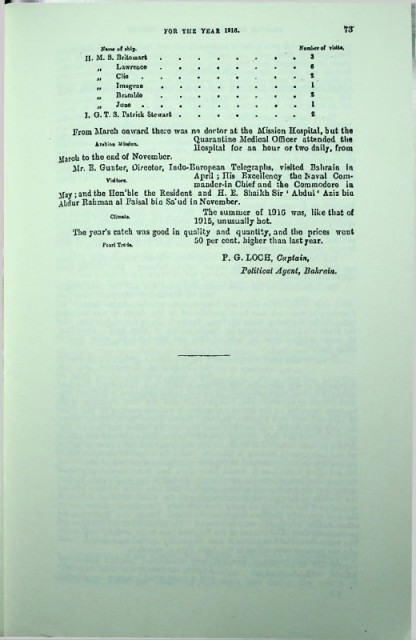 FOR THE YEAR 1916. 73
Name of ship. Number of visits.
H. M. S. Britomart . . . . . . . . 3
„ Lawrence . . . . . . . . 6
„ Clio . . . . . . . . . 2
„ Imogene . . . . . . . . 1
„ Bramble . . . . . . . . 2
„ Juno . . . . . . . . . 1
I. G. T. S. Patrick Stewart . . . . . . . 2
From March onward there was no doctor at the Mission Hospital, but the
Arabian Mission. Quarantine Medical Officer attended the
Hospital for an hour or two daily, from
March to the end of November.
Mr. E. Gunter, Director, Indo-European Telegraphs, visited Bahrain in
Visitors. April ; His Excellency the Naval Com-
mander-in Chief and the Commodore in
May ; and the Hon'ble the Resident and H. E. Shaikh Sir ' Abdul ' Aziz bin
Abdur Rahman al Faisal bin Sa'ud in November.
Climate. The summer of 1916 was, like that of
1915, unusually hot.
The year's catch was good in quality and quantity, and the prices went
Pearl Trade. 50 per cent. higher than last year.
P. G. LOCH, Captain,
Political Agent, Bahrain.